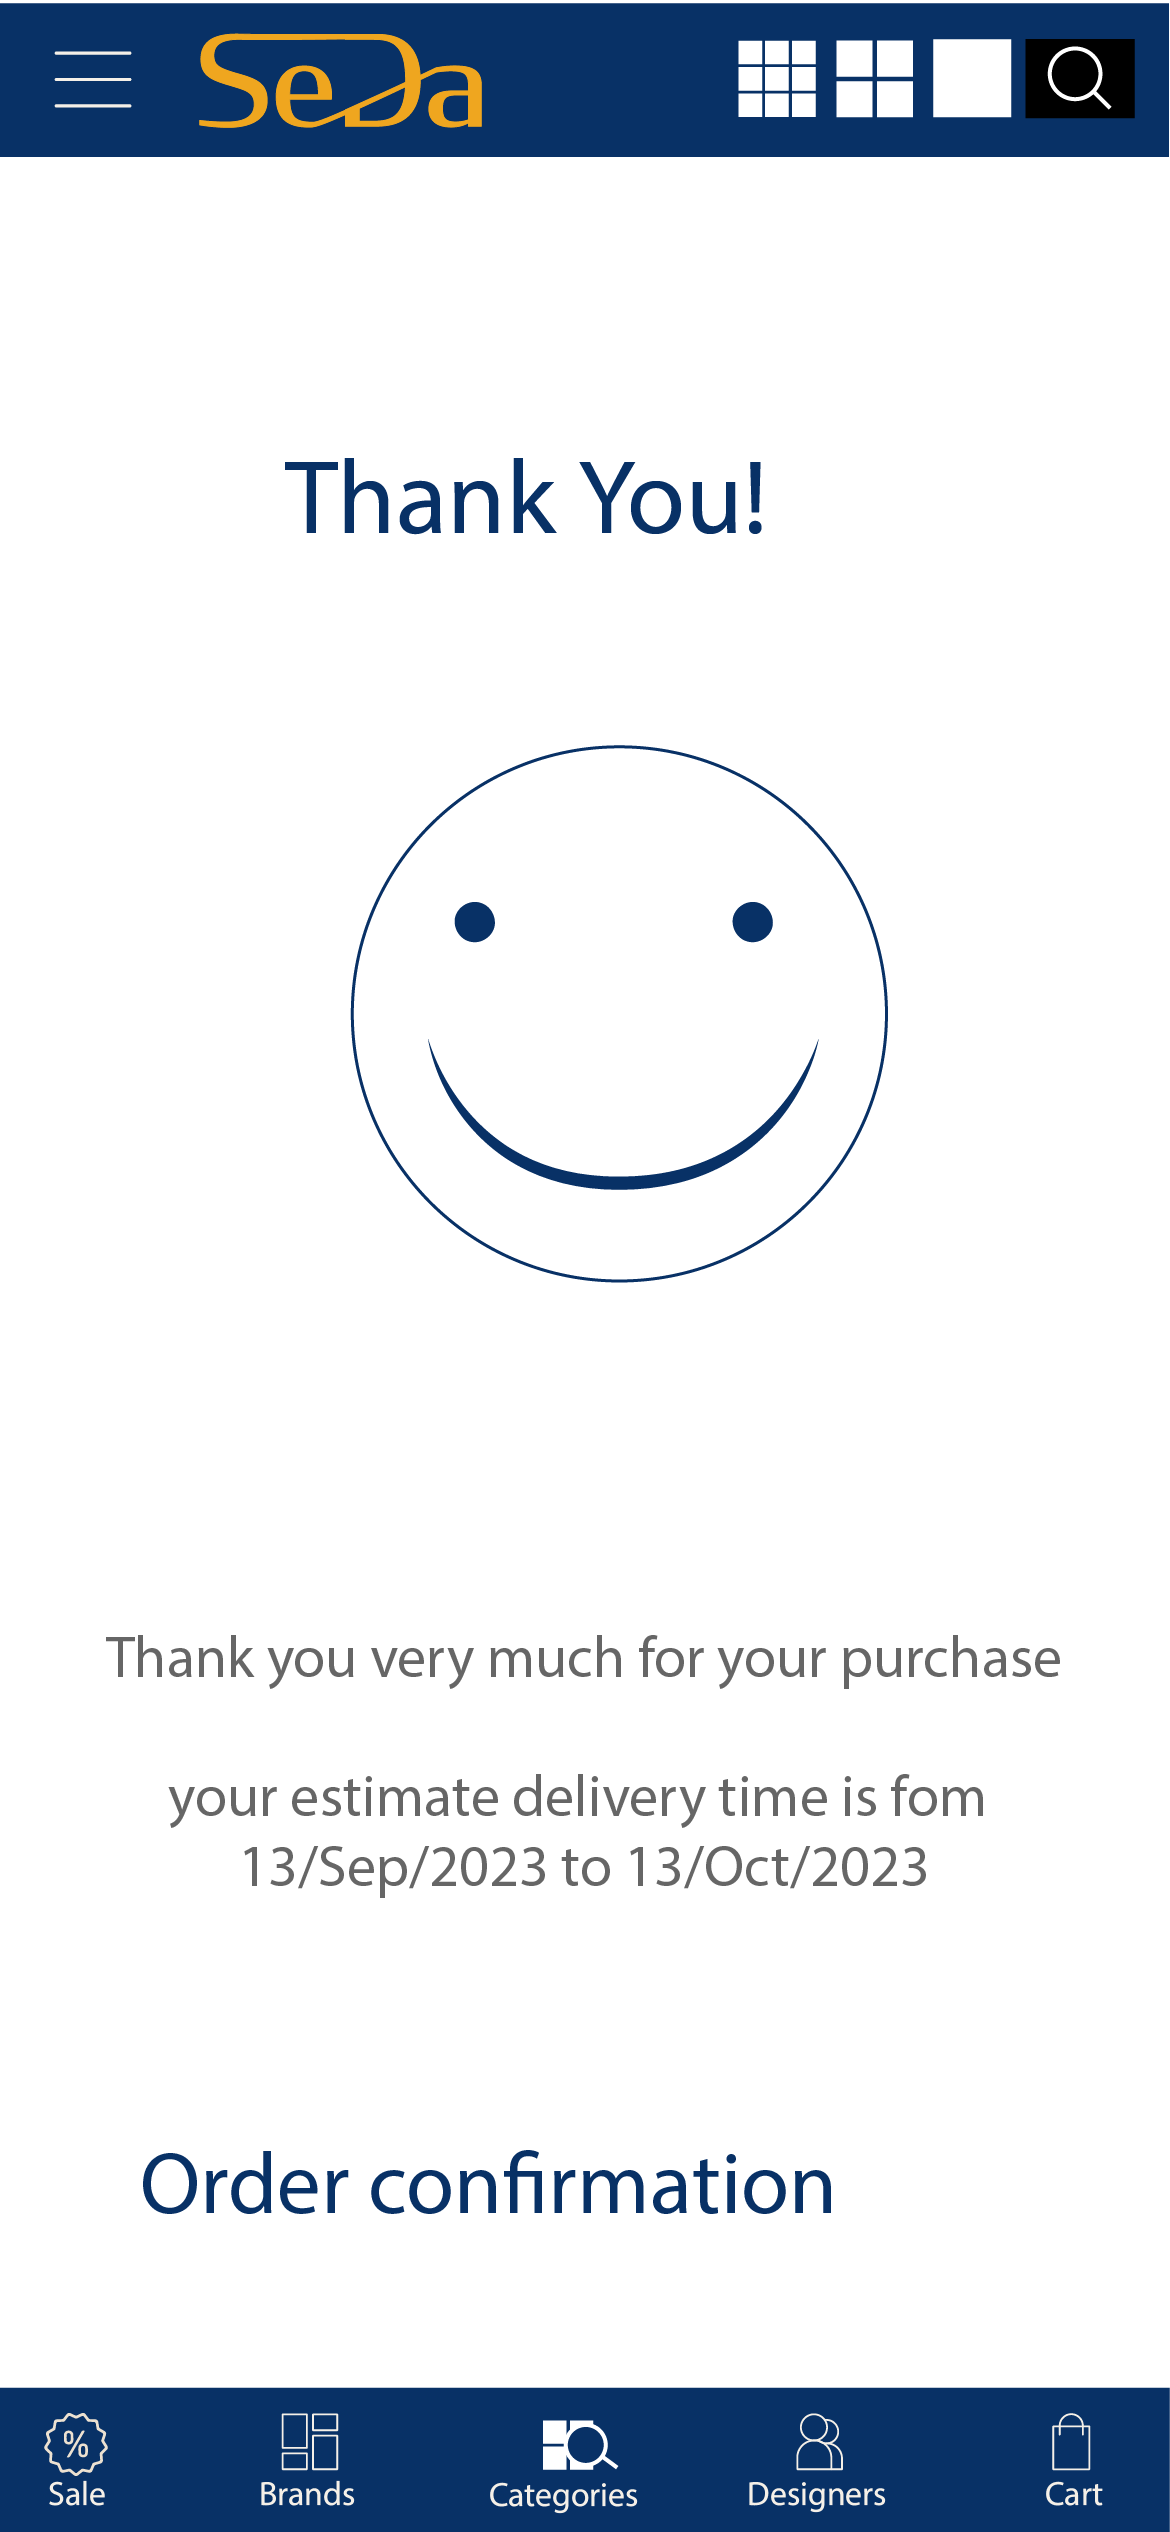 SeDa
Thank You!
Thank you very much for your purchase
your estimate delivery time is fom
13/Sep/2023 to 13/Oct/2023
Order confirmation
%
Sale
Brands
Categories
Designers
Cart